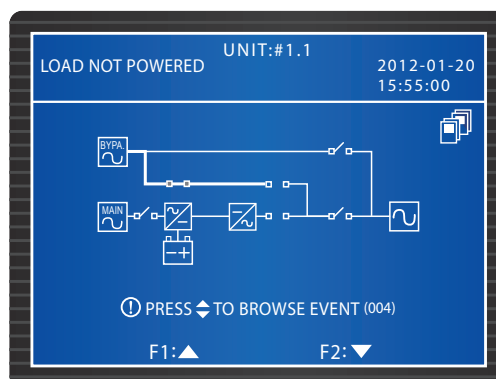 UNIT:#1.1
LOAD NOT POWERED
2012-01-20
15:55:00
BYPA.
MAIN
PRESS TO BROWSE EVENT (004)
F1: F2: